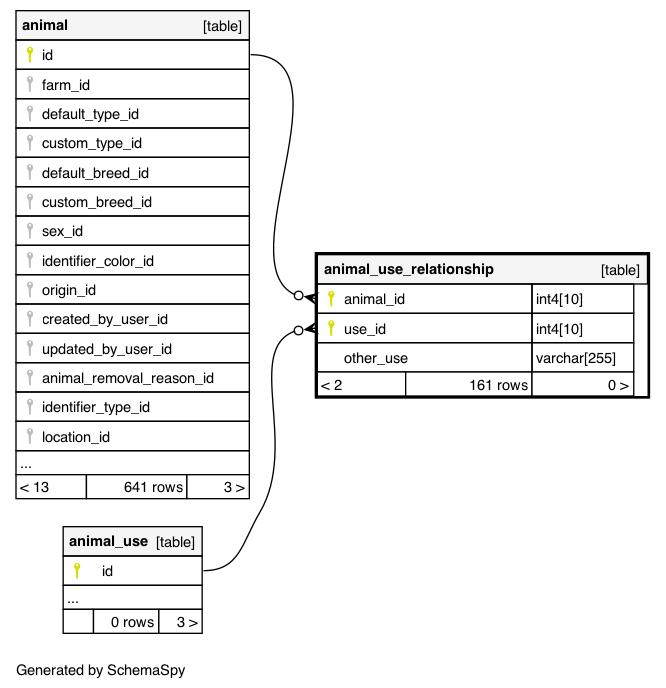 animal [table]
id
farm_id
default_type_id
custom_type_id
default_breed_id
custom_breed_id
sex_id
identifier_color_id
origin_id
created_by_user_id
updated_by_user_id
animal_removal_reason_id
identifier_type_id
location_id
...
< 13 641 rows 3 >
animal_use_relationship [table]
animal_id int4[10]
use_id int4[10]
other_use varchar[255]
< 2 161 rows 0 >
animal_use [table]
id
...
0 rows 3 >
Generated by SchemaSpy